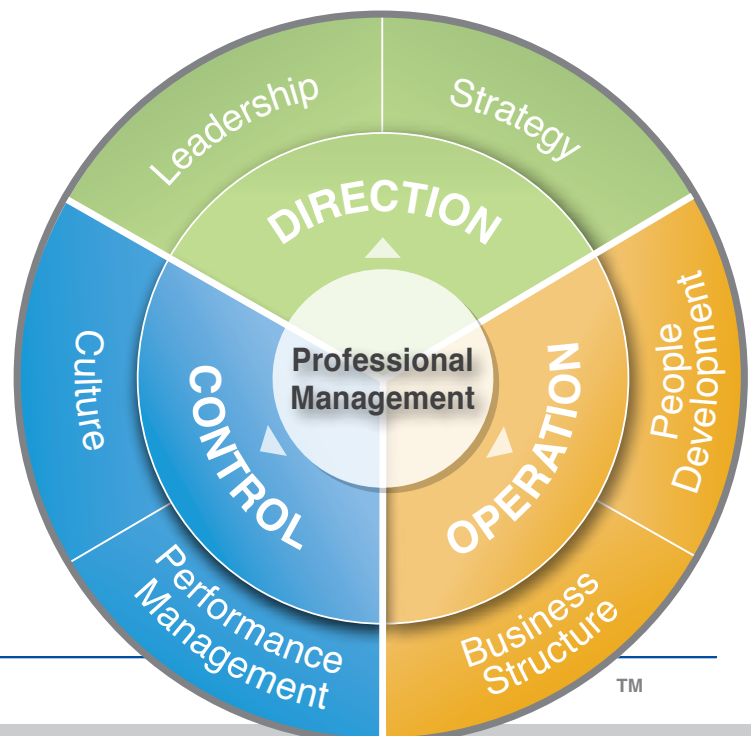 Leadership
Strategy
DIRECTION
Professional
Management
CONTROL
OPERATION
Culture
People
Development
Performance
Management
Business
Structure
TM